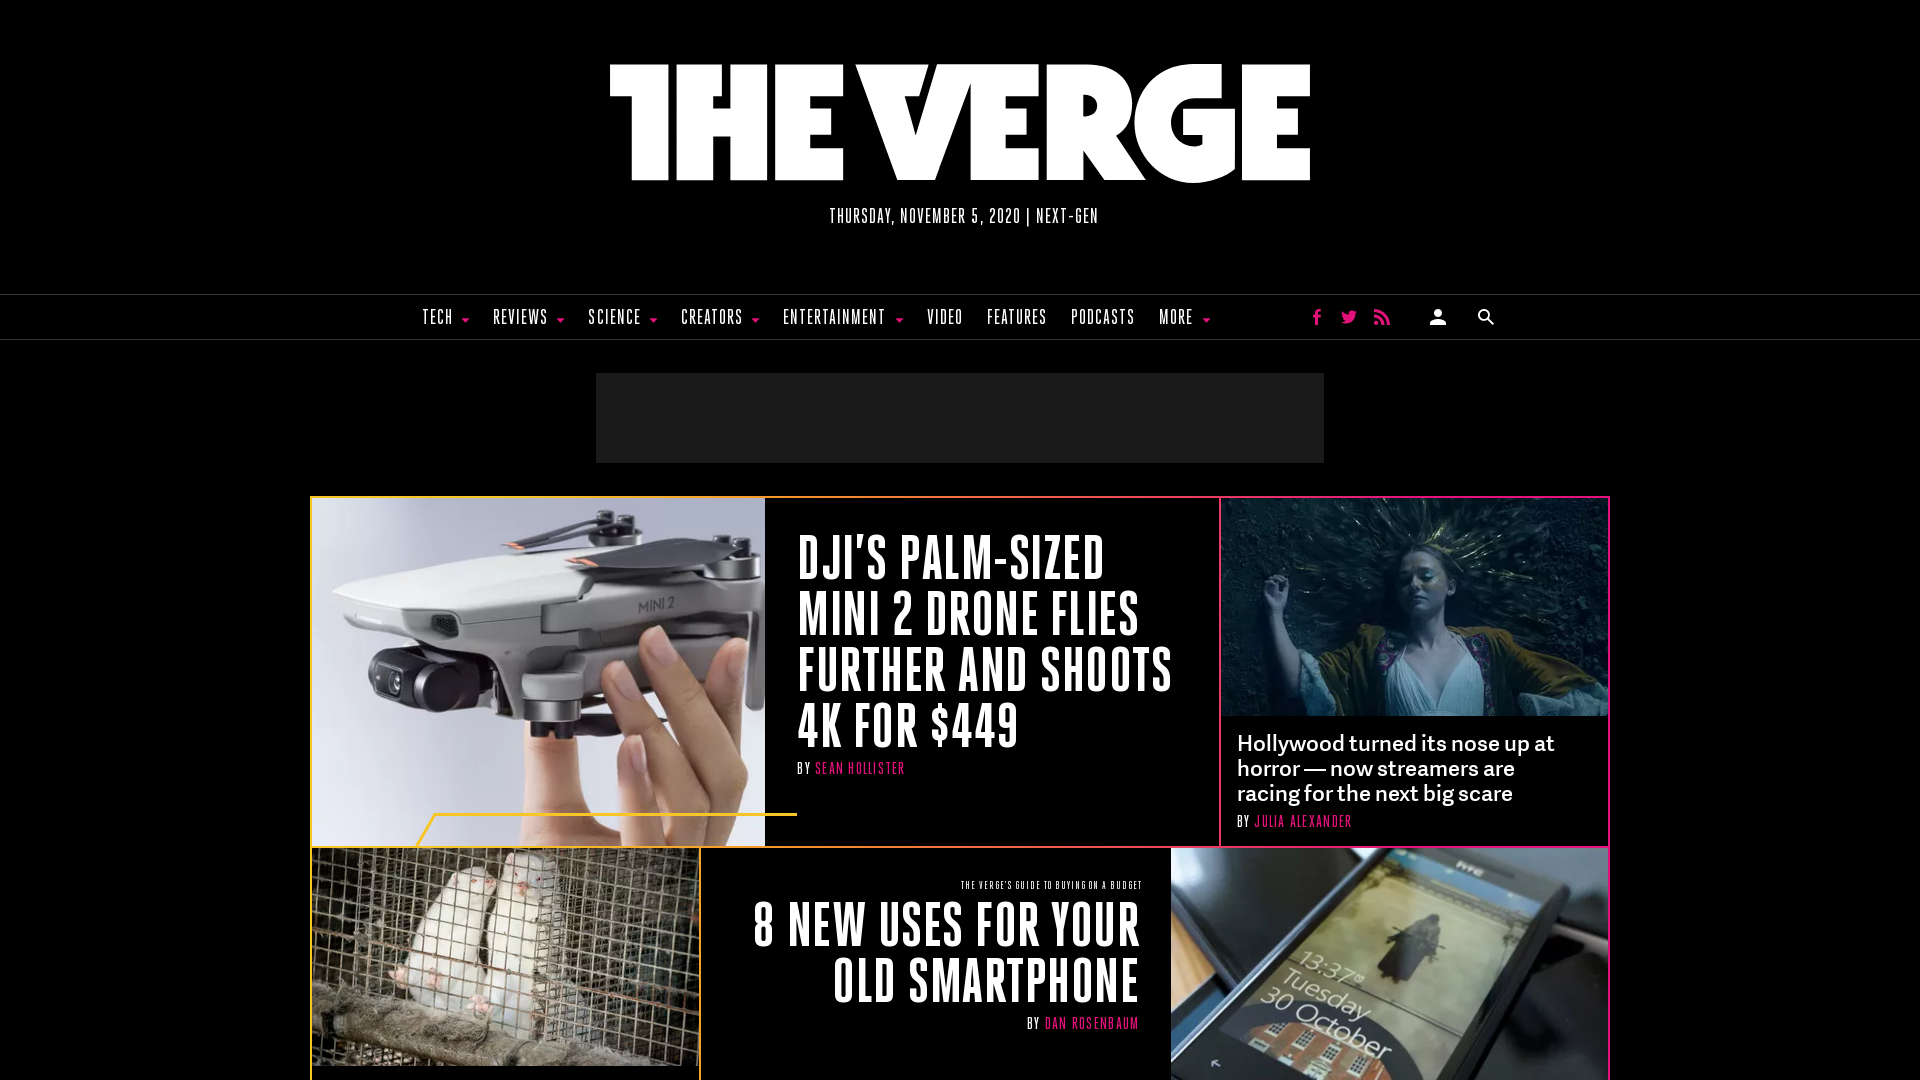 THE VERGE
THURSDAY, NOVEMBER 5, 2020 | NEXT-GEN
TECH REVIEWS SCIENCE CREATORS ENTERTAINMENT VIDEO FEATURES PODCASTS MORE
MINI 2
DJI'S PALM-SIZED
MINI 2 DRONE FLIES
FURTHER AND SHOOTS
4K FOR $449
BY SEAN HOLLISTER
Hollywood turned its nose up at
horror — now streamers are
racing for the next big scare
BY JULIA ALEXANDER
THE VERGE'S GUIDE TO BUYING ON A BUDGET
8 NEW USES FOR YOUR
OLD SMARTPHONE
BY DAN ROSENBAUM
hTC
13:37
Tuesday
30 October